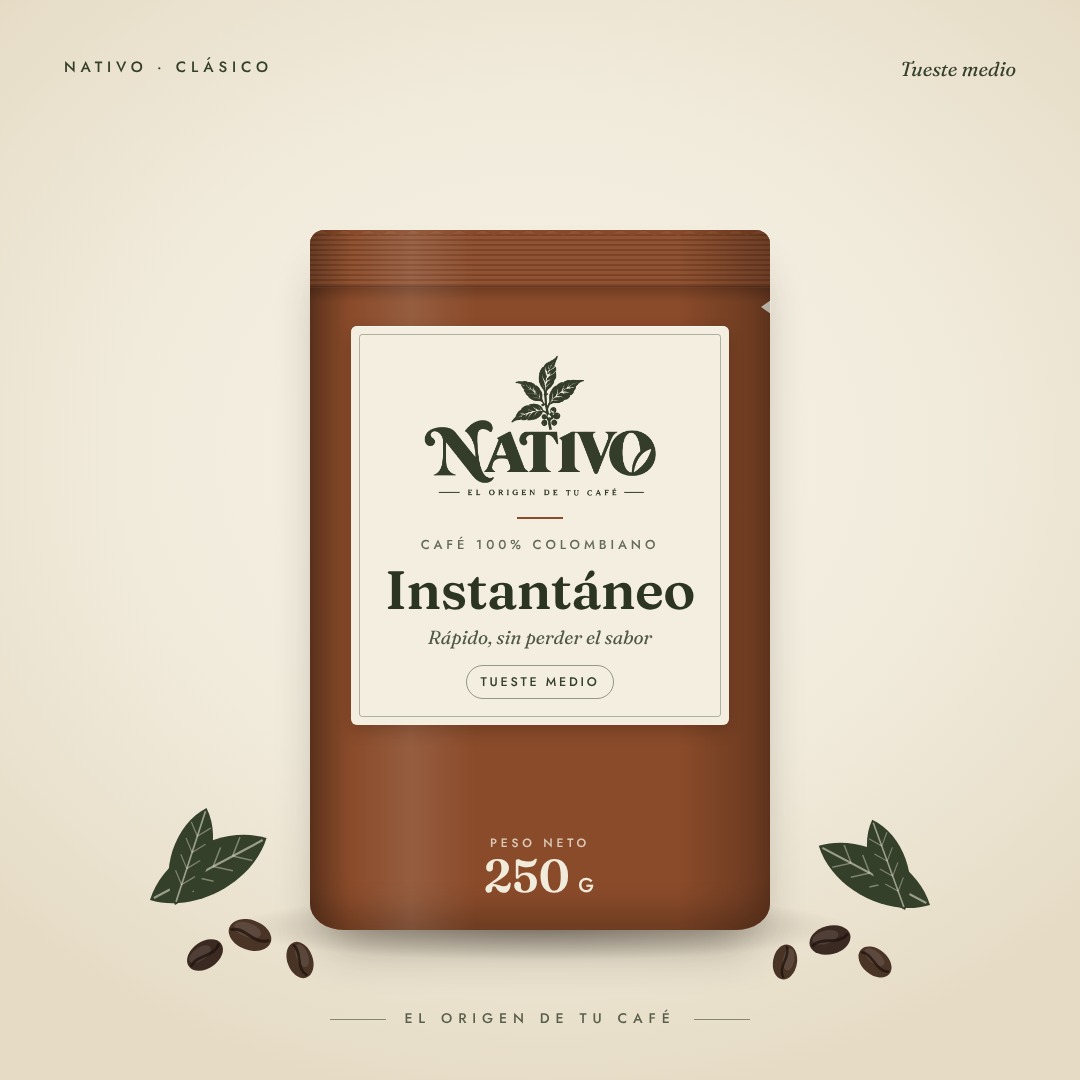 NATIVO · CLÁSICO
Tueste medio
NATIVO
EL ORIGEN DE TU CAFÉ
CAFÉ 100% COLOMBIANO
Instantáneo
Rápido, sin perder el sabor
TUESTE MEDIO
PESO NETO
250 G
EL ORIGEN DE TU CAFÉ